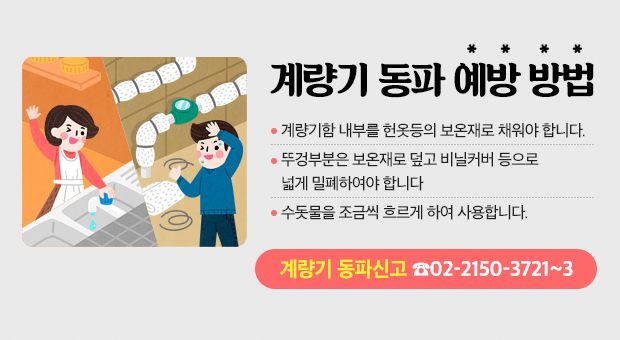 계량기 동파 예방 방법
계량기함 내부를 헌옷등의 보온재로 채워야 합니다.
뚜겅부분은 보온재로 덮고 비닐커버 등으로
넓게 밀폐하여야 합니다
수돗물을 조금씩 흐르게 하여 사용합니다.
계량기 동파신고 ☎02-2150-3721~3